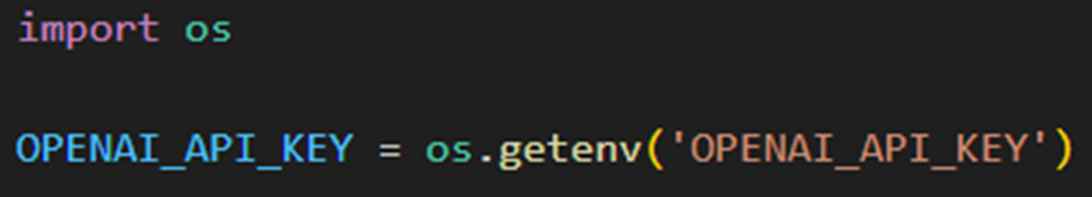 import os
OPENAI_API_KEY = os.getenv('OPENAI_API_KEY')